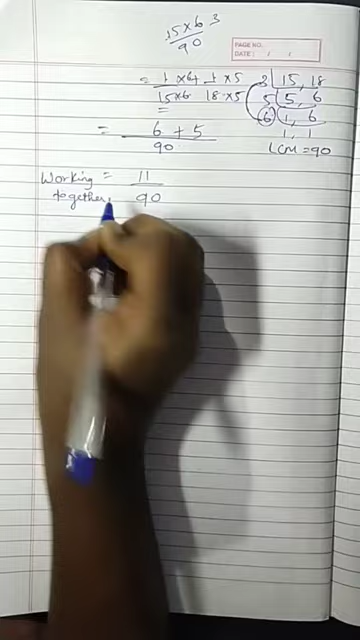 15×6 3
90
PAGE NO.
DATE : / /
= 1 ×6 + 1 ×5
15×6 18×5
=
= 6 + 5
90
3 15, 18
5 5, 6
6 1, 6
1, 1
LCM = 90
Working = 11
together, 90